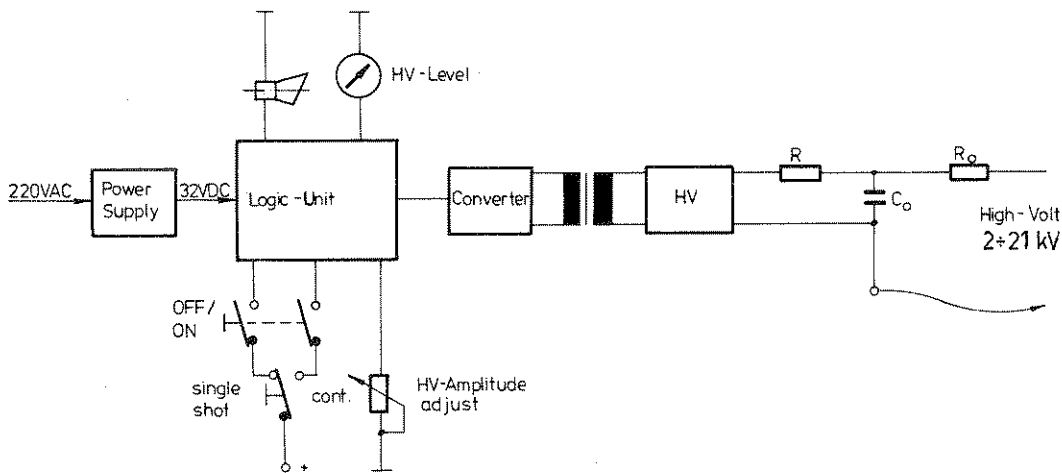 HV-Level
220VAC
Power
Supply
32VDC
Logic-Unit
Converter
HV
R
Ro
Co
High-Volt
2÷21 kV
OFF/
ON
single
shot
cont.
HV-Amplitude
adjust
+